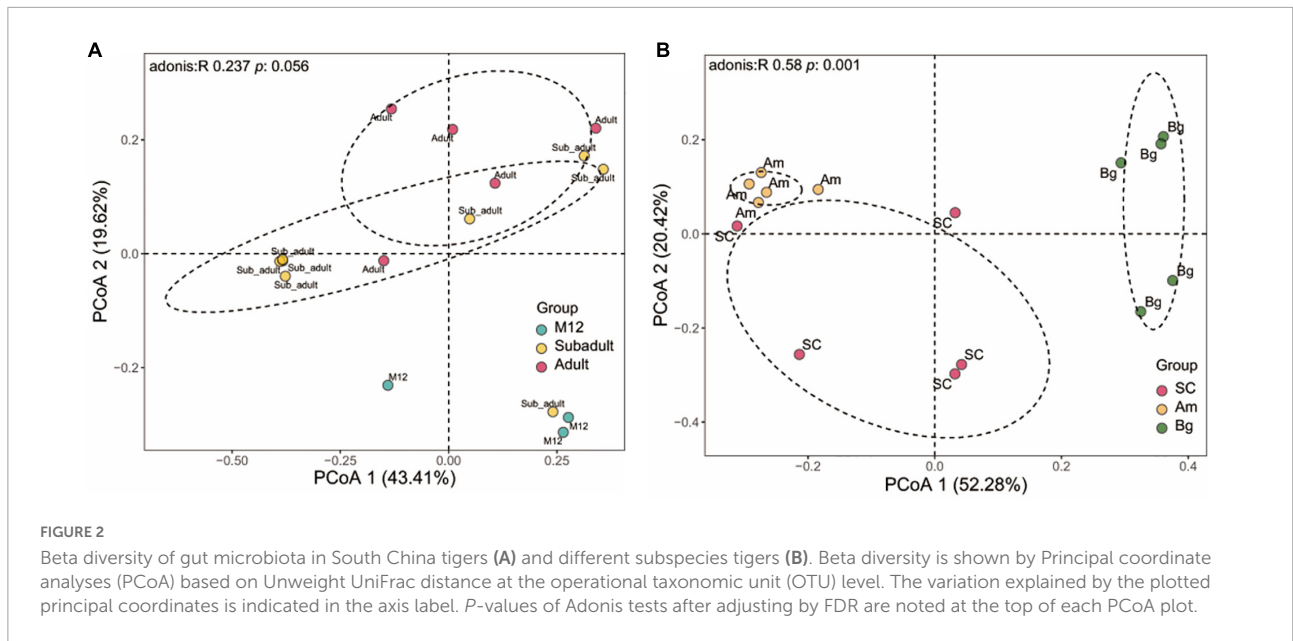 A
adonis:R 0.237 p: 0.056
Adult
Adult
Adult
Sub_adult
Sub_adult
Adult
Sub_adult
Sub_adult
Sub_adult
Sub_adult
Sub_adult
Adult
M12
Sub_adult
M12
M12
Group
M12
Subadult
Adult
0.2
0.0
−0.2
−0.50
−0.25
0.00
0.25
PCoA 1 (43.41%)
PCoA 2 (19.62%)
B
adonis:R 0.58 p: 0.001
Am
Am
Am
Am
Am
SC
SC
SC
SC
SC
Bg
Bg
Bg
Bg
Bg
Group
SC
Am
Bg
0.2
0.0
−0.2
−0.4
−0.2
0.0
0.2
0.4
PCoA 1 (52.28%)
PCoA 2 (20.42%)
FIGURE 2
Beta diversity of gut microbiota in South China tigers (A) and different subspecies tigers (B). Beta diversity is shown by Principal coordinate
analyses (PCoA) based on Unweight UniFrac distance at the operational taxonomic unit (OTU) level. The variation explained by the plotted
principal coordinates is indicated in the axis label. P-values of Adonis tests after adjusting by FDR are noted at the top of each PCoA plot.